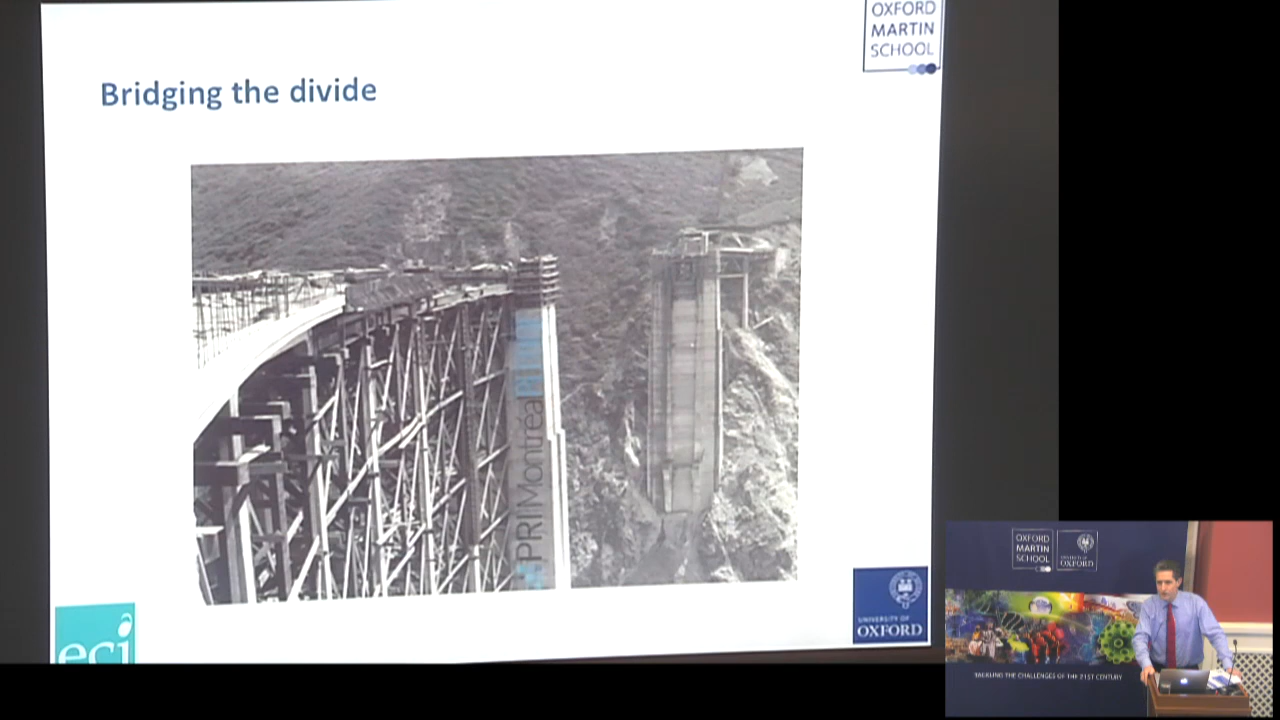 OXFORD
MARTIN
SCHOOL
Bridging the divide
PRI Montréal
eci
UNIVERSITY OF
OXFORD
OXFORD
MARTIN
SCHOOL
UNIVERSITY OF
OXFORD
TACKLING THE CHALLENGES OF THE 21ST CENTURY